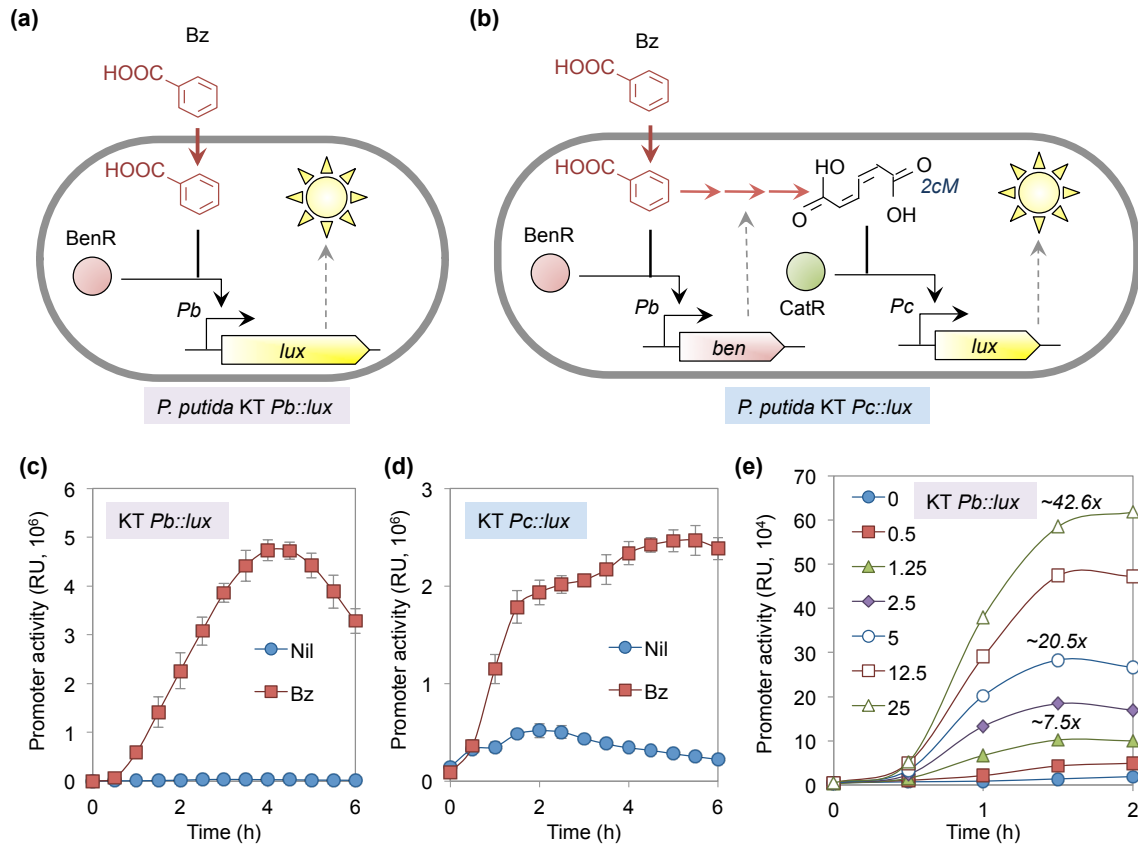 (a)
Bz
HOOC
HOOC
BenR
Pb
lux
P. putida KT Pb::lux
(b)
Bz
HOOC
HOOC
OH
O
2cM
O
OH
BenR
CatR
Pb
Pc
ben
lux
P. putida KT Pc::lux
(c)
KT Pb::lux
Promoter activity (RU, 10⁶)
6
5
4
3
2
1
0
Nil
Bz
0 2 4 6
Time (h)
(d)
KT Pc::lux
Promoter activity (RU, 10⁶)
3
2
1
0
Nil
Bz
0 2 4 6
Time (h)
(e)
KT Pb::lux
Promoter activity (RU, 10⁴)
70
60
50
40
30
20
10
0
0
0.5
1.25
2.5
5
12.5
25
~42.6x
~20.5x
~7.5x
0 1 2
Time (h)